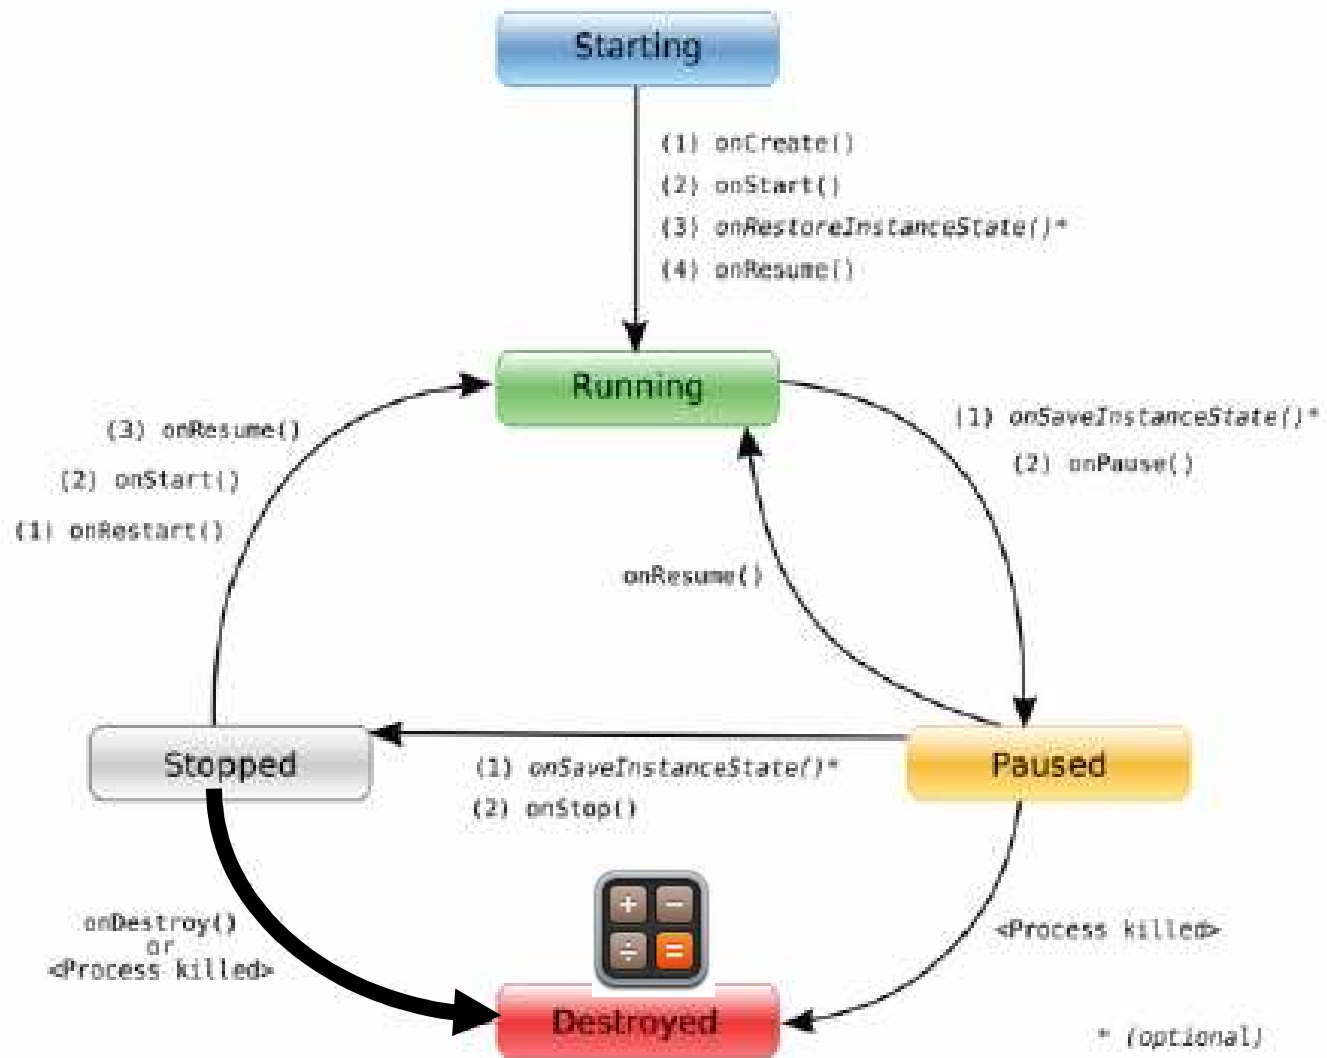 Starting
(1) onCreate()
(2) onStart()
(3) onRestoreInstanceState()*
(4) onResume()
Running
(3) onResume()
(2) onStart()
(1) onRestart()
(1) onSaveInstanceState()*
(2) onPause()
onResume()
Stopped
(1) onSaveInstanceState()*
(2) onStop()
Paused
onDestroy()
or
<Process killed>
+ −
÷ =
<Process killed>
Destroyed
* (optional)